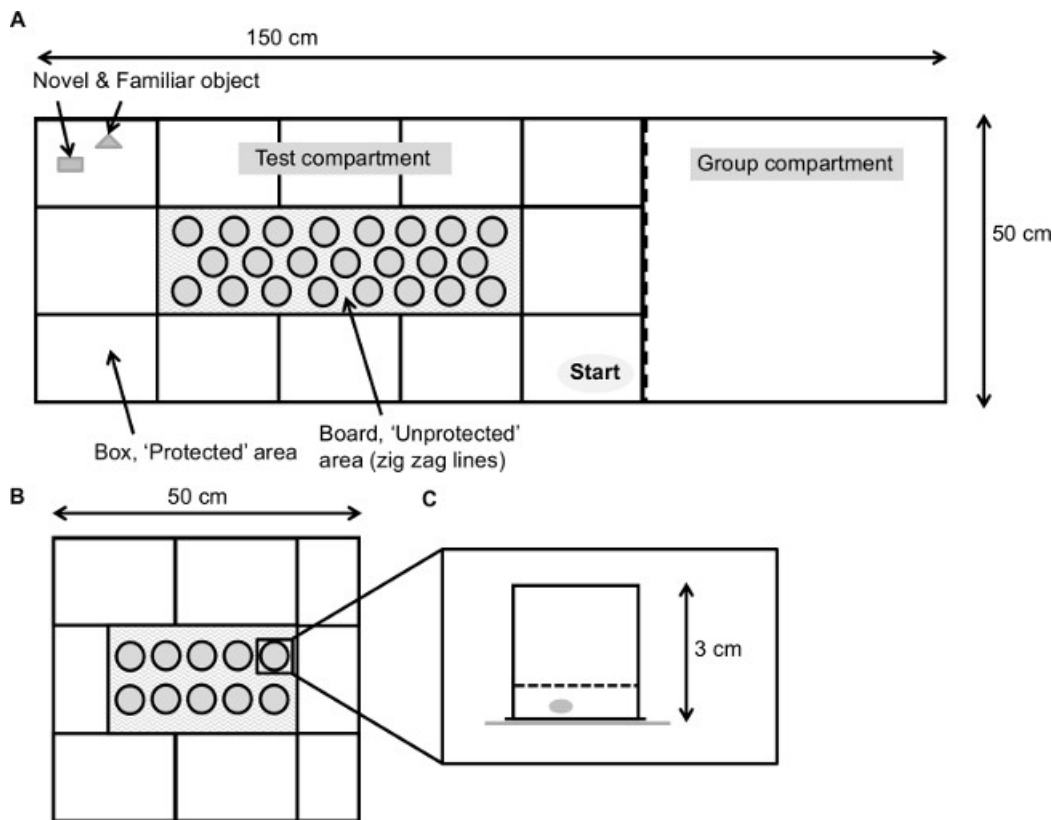 A
150 cm
Novel & Familiar object
Test compartment
Group compartment
50 cm
Start
Box, ‘Protected’ area
Board, ‘Unprotected’
area (zig zag lines)
B
50 cm
C
3 cm